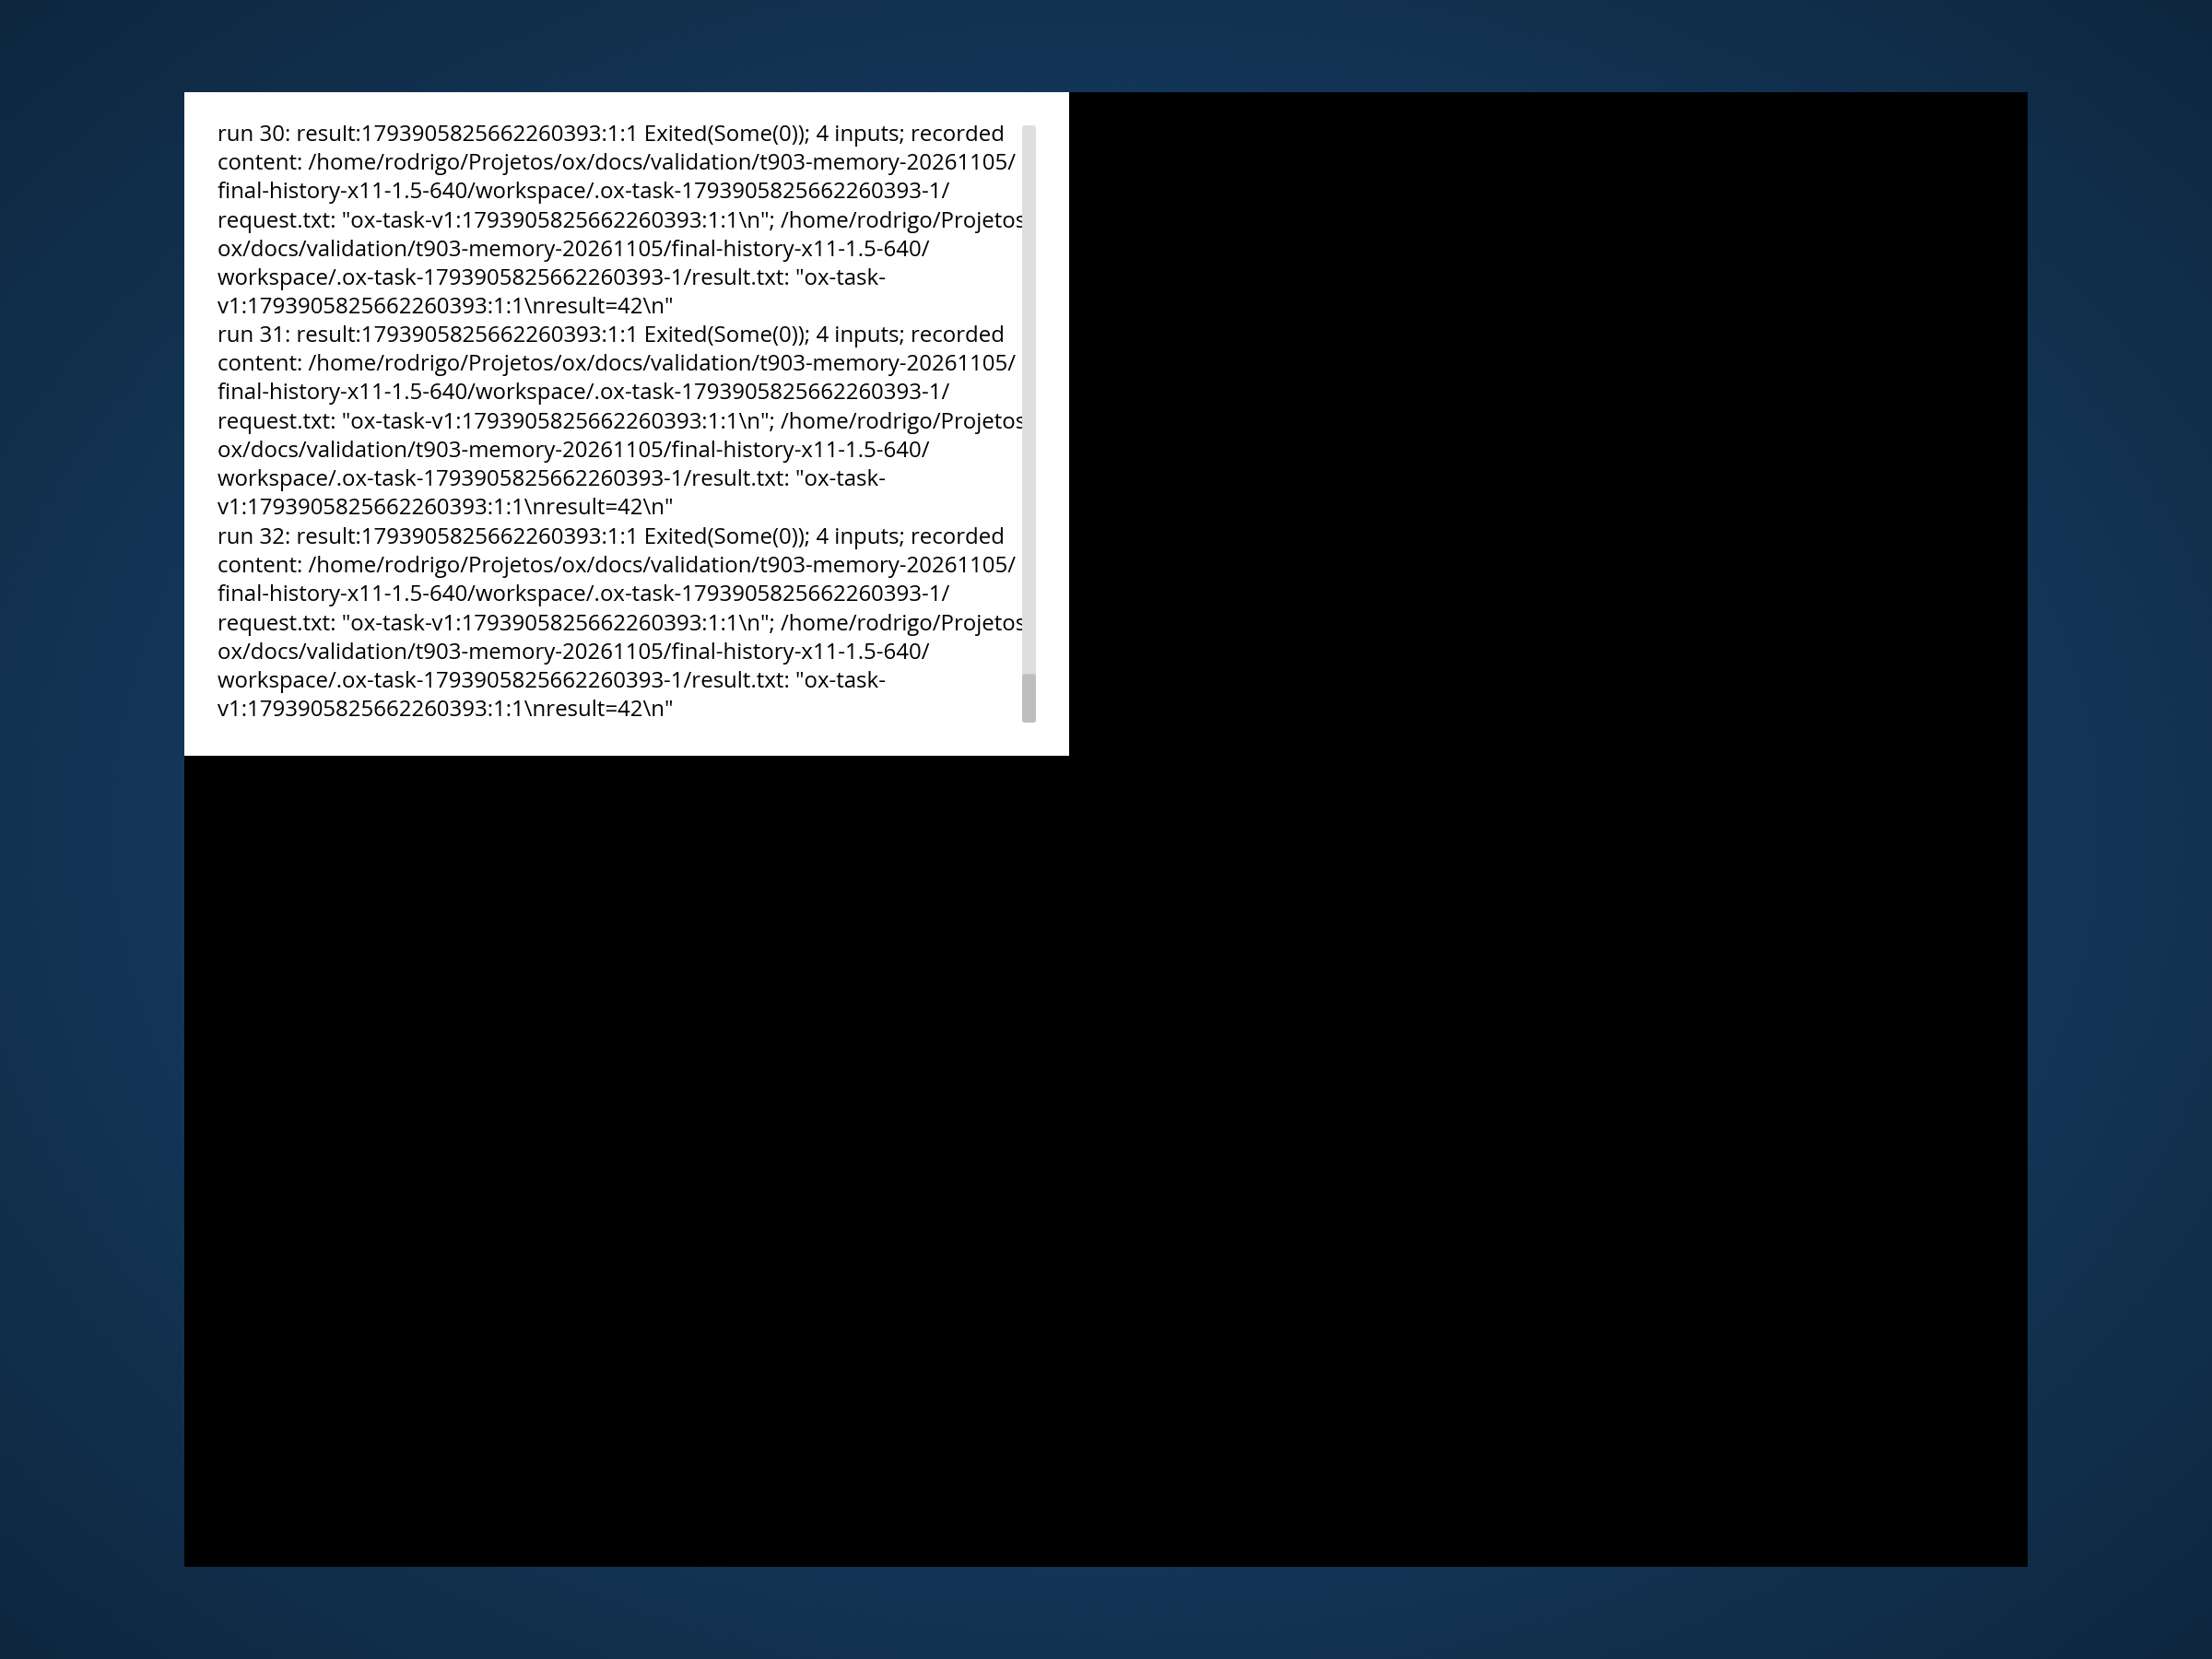 run 30: result:1793905825662260393:1:1 Exited(Some(0)); 4 inputs; recorded
content: /home/rodrigo/Projetos/ox/docs/validation/t903-memory-20261105/
final-history-x11-1.5-640/workspace/.ox-task-1793905825662260393-1/
request.txt: "ox-task-v1:1793905825662260393:1:1\n"; /home/rodrigo/Projetos
ox/docs/validation/t903-memory-20261105/final-history-x11-1.5-640/
workspace/.ox-task-1793905825662260393-1/result.txt: "ox-task-
v1:1793905825662260393:1:1\nresult=42\n"
run 31: result:1793905825662260393:1:1 Exited(Some(0)); 4 inputs; recorded
content: /home/rodrigo/Projetos/ox/docs/validation/t903-memory-20261105/
final-history-x11-1.5-640/workspace/.ox-task-1793905825662260393-1/
request.txt: "ox-task-v1:1793905825662260393:1:1\n"; /home/rodrigo/Projetos
ox/docs/validation/t903-memory-20261105/final-history-x11-1.5-640/
workspace/.ox-task-1793905825662260393-1/result.txt: "ox-task-
v1:1793905825662260393:1:1\nresult=42\n"
run 32: result:1793905825662260393:1:1 Exited(Some(0)); 4 inputs; recorded
content: /home/rodrigo/Projetos/ox/docs/validation/t903-memory-20261105/
final-history-x11-1.5-640/workspace/.ox-task-1793905825662260393-1/
request.txt: "ox-task-v1:1793905825662260393:1:1\n"; /home/rodrigo/Projetos
ox/docs/validation/t903-memory-20261105/final-history-x11-1.5-640/
workspace/.ox-task-1793905825662260393-1/result.txt: "ox-task-
v1:1793905825662260393:1:1\nresult=42\n"